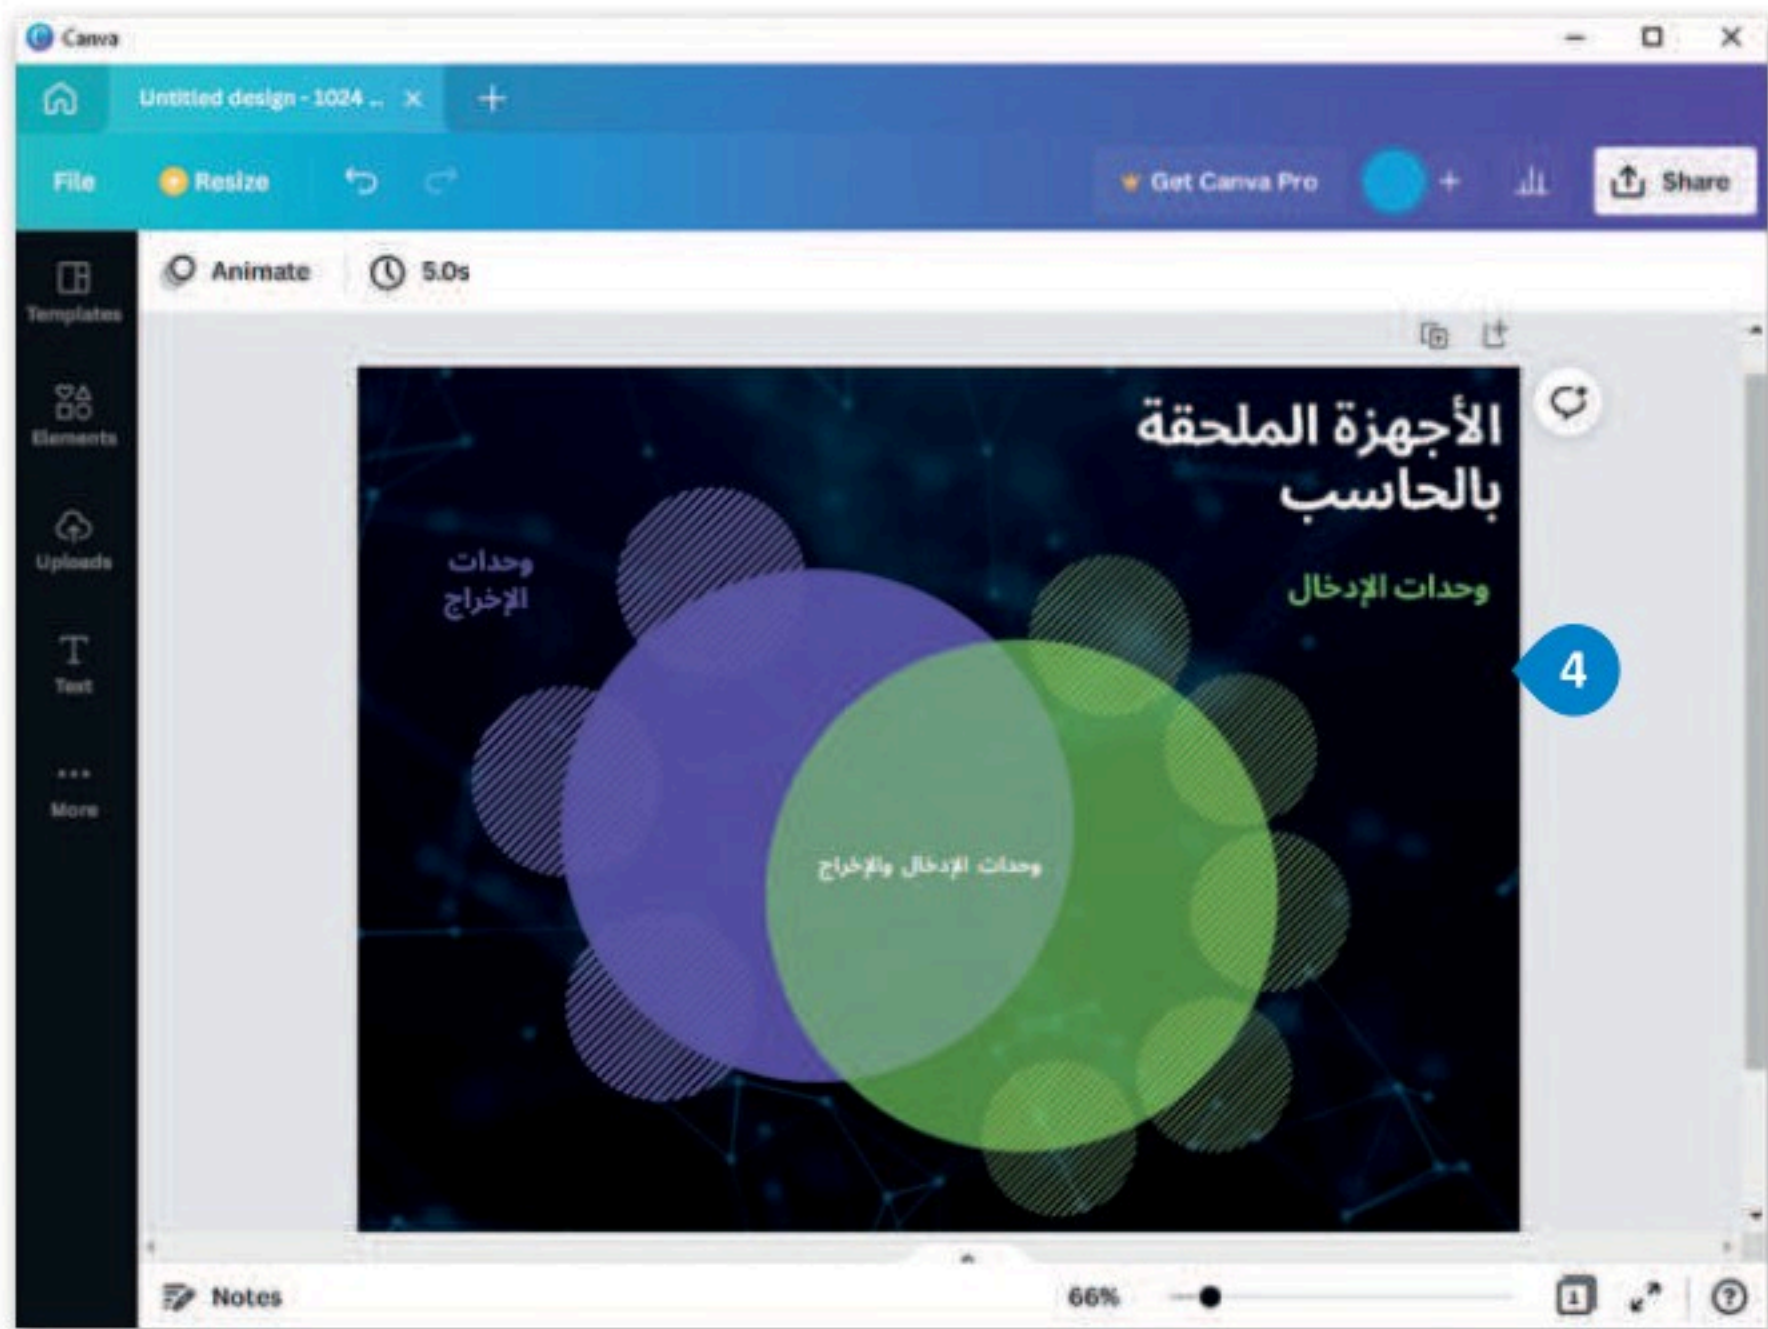 Canva
Untitled design - 1024 ..
File
Resize
Get Canva Pro
Share
Animate
5.0s
Templates
Elements
Uploads
Text
More
الأجهزة الملحقة
بالحاسب
وحدات الإدخال
وحدات
الإخراج
وحدات الإدخال والإخراج
4
Notes
66%
1